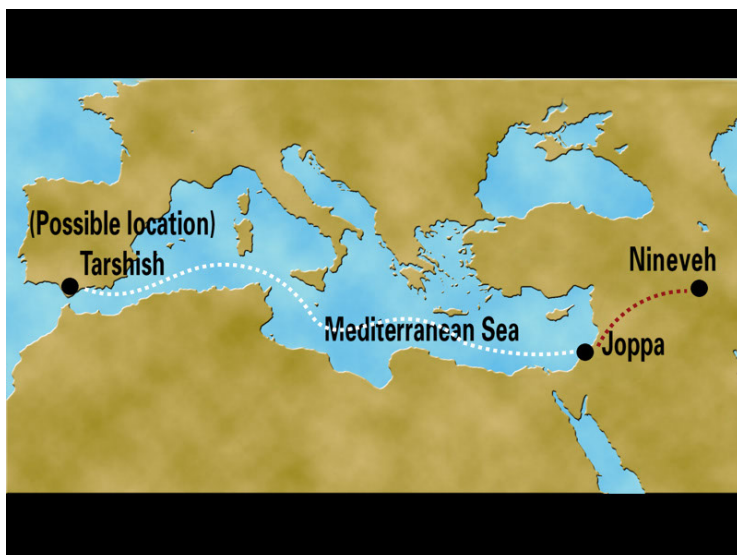 (Possible location)
Tarshish
Nineveh
Mediterranean Sea
Joppa